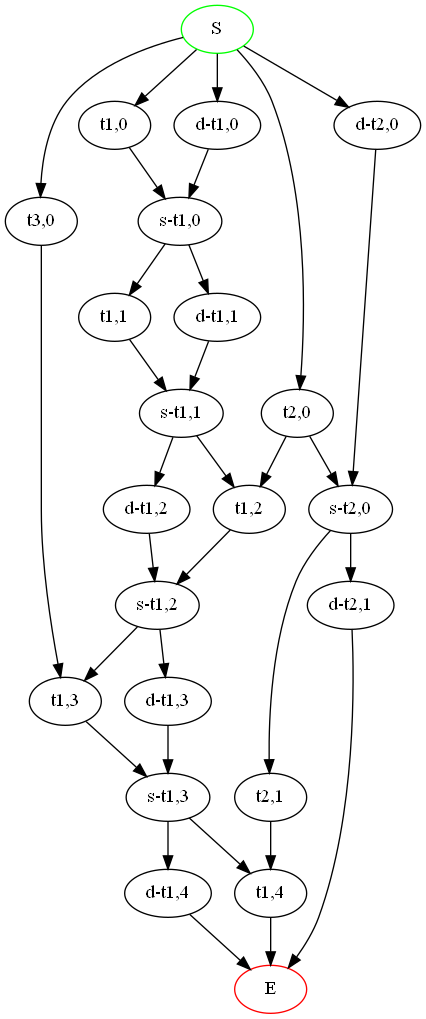 S
t1,0
d-t1,0
d-t2,0
t3,0
s-t1,0
t1,1
d-t1,1
s-t1,1
t2,0
d-t1,2
t1,2
s-t2,0
s-t1,2
d-t2,1
t1,3
d-t1,3
s-t1,3
t2,1
d-t1,4
t1,4
E